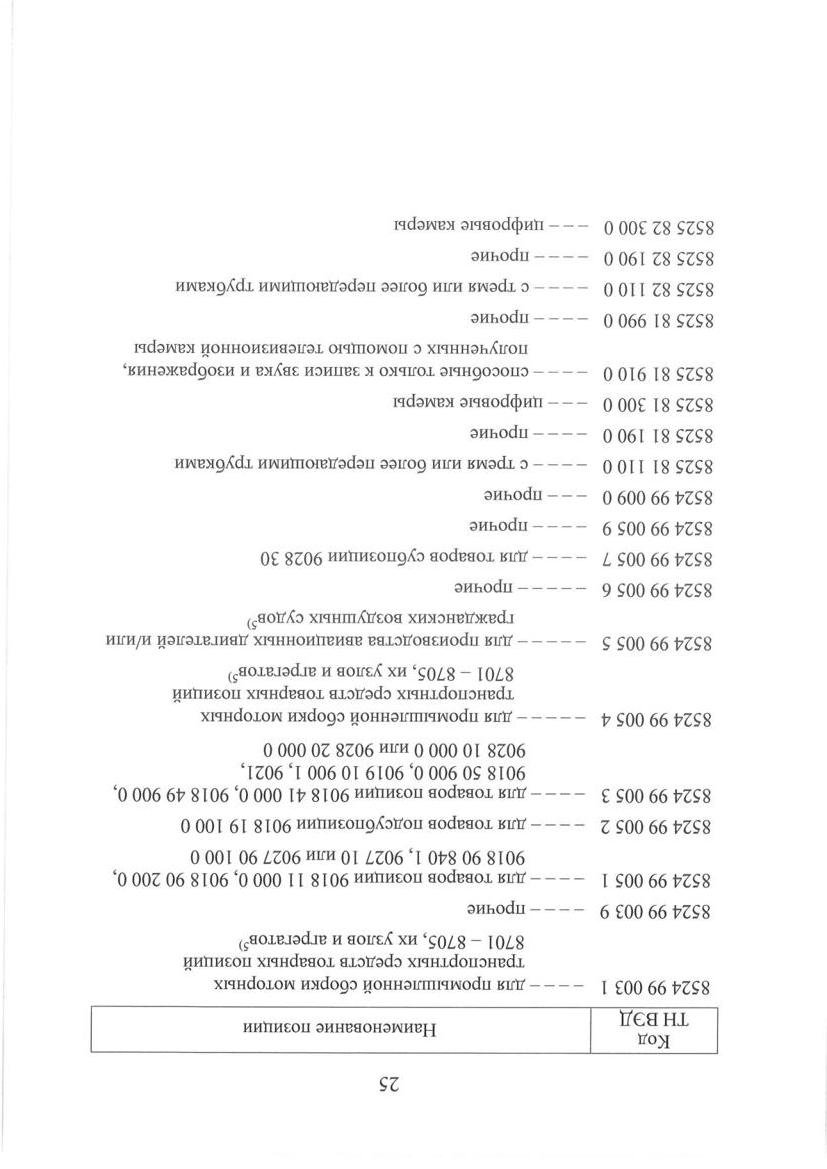 25
Код
ТН ВЭД
Наименование позиции
8524 99 003 1 – – – – – для промышленной сборки моторных
транспортных средств товарных позиций
8701 – 8705, их узлов и агрегатов⁵⁾
8524 99 003 9 – – – – – прочие
8524 99 005 1 – – – – – для товаров позиции 9018 11 000 0, 9018 90 200 0,
9018 90 840 1, 9027 10 или 9027 90 100 0
8524 99 005 2 – – – – – для товаров подсубпозиции 9018 19 100 0
8524 99 005 3 – – – – – для товаров позиции 9018 41 000 0, 9018 49 900 0,
9018 50 900 0, 9019 10 900 1, 9021,
9028 10 000 0 или 9028 20 000 0
8524 99 005 4 – – – – – – для промышленной сборки моторных
транспортных средств товарных позиций
8701 – 8705, их узлов и агрегатов⁵⁾
8524 99 005 5 – – – – – – для производства авиационных двигателей и/или
гражданских воздушных судов⁵⁾
8524 99 005 6 – – – – – – прочие
8524 99 005 7 – – – – – для товаров субпозиции 9028 30
8524 99 005 9 – – – – – прочие
8524 99 009 0 – – – – прочие
8525 81 110 0 – – – – – с тремя или более передающими трубками
8525 81 190 0 – – – – – прочие
8525 81 300 0 – – – – цифровые камеры
8525 81 910 0 – – – – – способные только к записи звука и изображения,
полученных с помощью телевизионной камеры
8525 81 990 0 – – – – – прочие
8525 82 110 0 – – – – – с тремя или более передающими трубками
8525 82 190 0 – – – – – прочие
8525 82 300 0 – – – – цифровые камеры